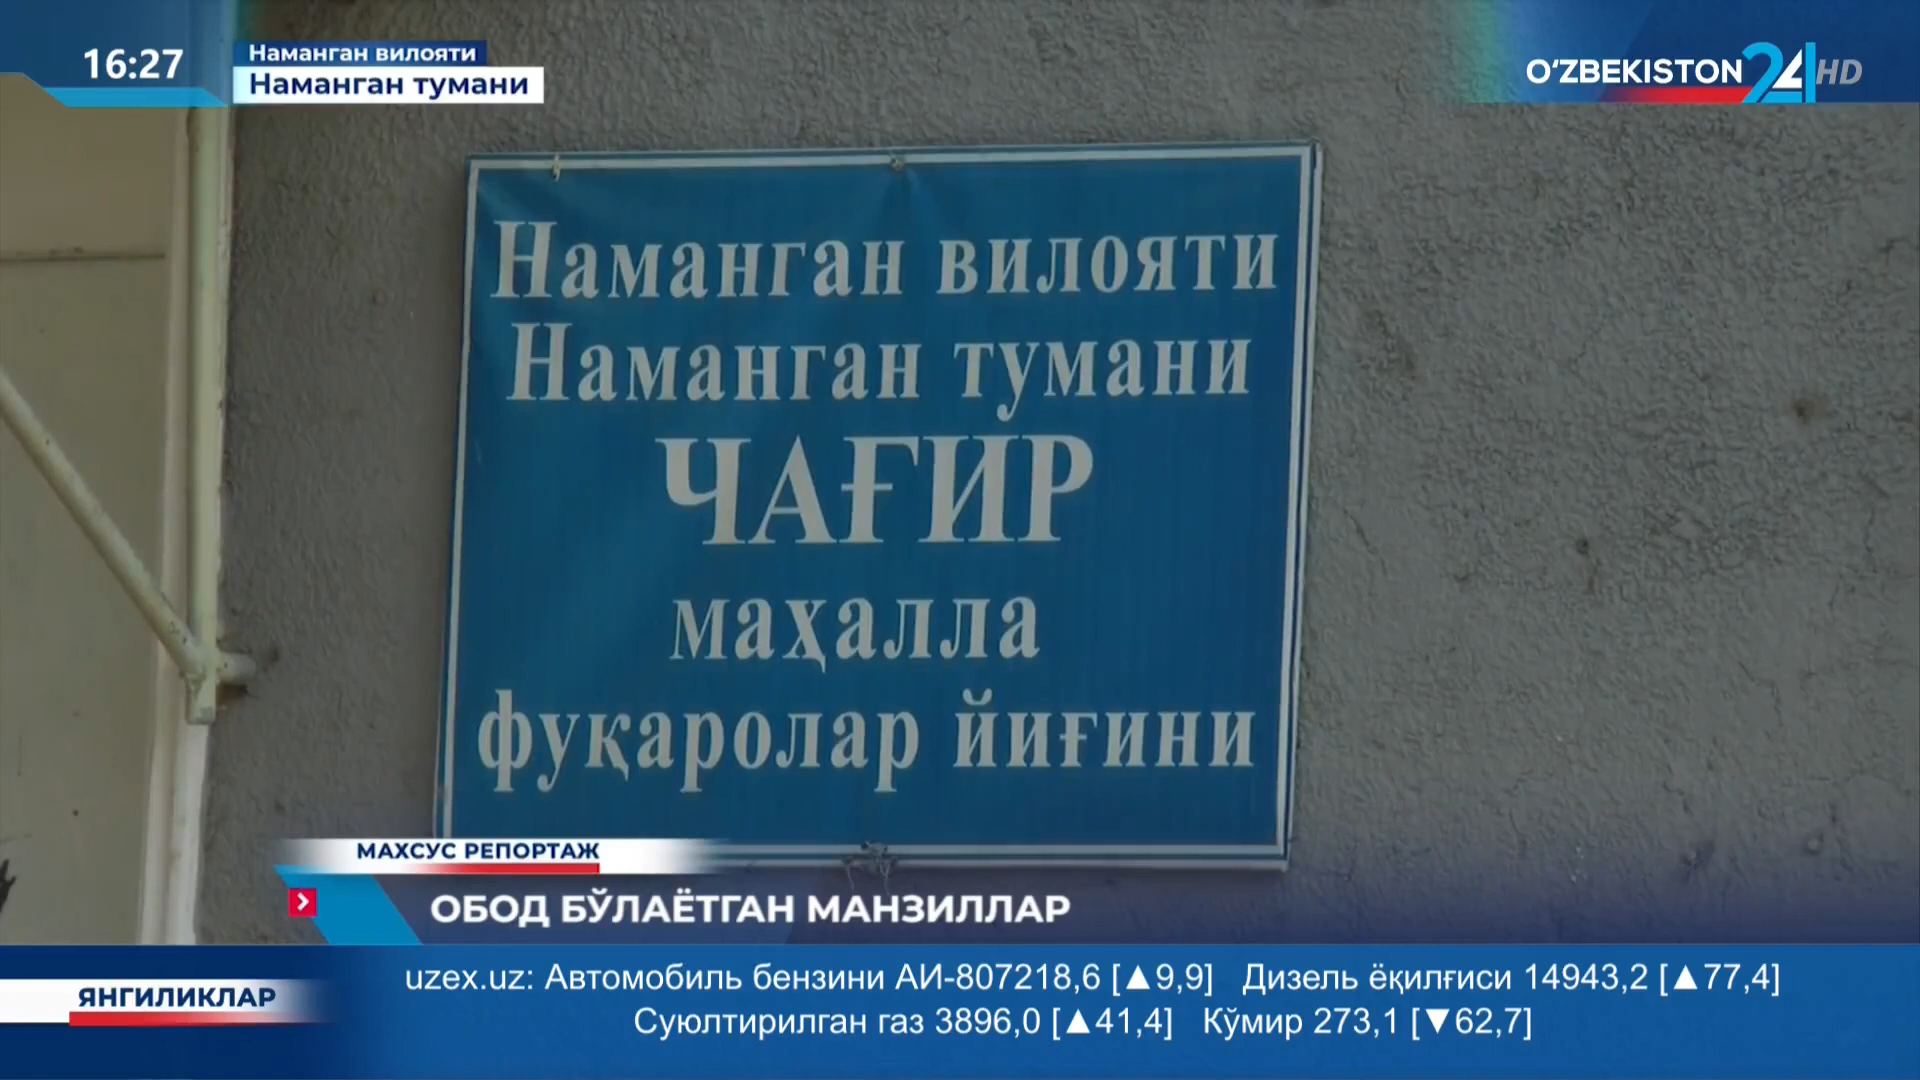 16:27
Наманган вилояти
Наманган тумани
O‘ZBEKISTON 24 HD
Наманган вилояти
Наманган тумани
ЧАҒИР
маҳалла
фуқаролар йиғини
МАХСУС РЕПОРТАЖ
ОБОД БЎЛАЁТГАН МАНЗИЛЛАР
ЯНГИЛИКЛАР
uzex.uz: Автомобиль бензини АИ-807218,6 [▲9,9] Дизель ёқилғиси 14943,2 [▲77,4]
Суюлтирилган газ 3896,0 [▲41,4] Кўмир 273,1 [▼62,7]